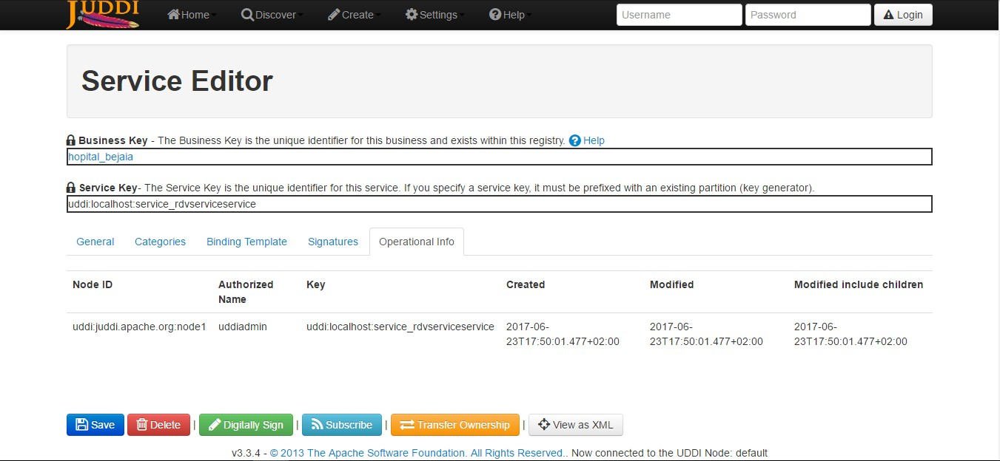 JUDDI Home Discover Create Settings Help Username Password Login
Service Editor
Business Key - The Business Key is the unique identifier for this business and exists within this registry. Help
hopital_bejaia
Service Key- The Service Key is the unique identifier for this service. If you specify a service key, it must be prefixed with an existing partition (key generator).
uddi:localhost:service_rdvserviceservice
General Categories Binding Template Signatures Operational Info
Node ID Authorized Key Created Modified Modified include children
Name
uddi:juddi.apache.org:node1 uddiadmin uddi:localhost:service_rdvserviceservice 2017-06- 2017-06- 2017-06-
23T17:50:01.477+02:00 23T17:50:01.477+02:00 23T17:50:01.477+02:00
Save Delete | Digitally Sign | Subscribe | Transfer Ownership | View as XML
v3.3.4 - © 2013 The Apache Software Foundation. All Rights Reserved.. Now connected to the UDDI Node: default